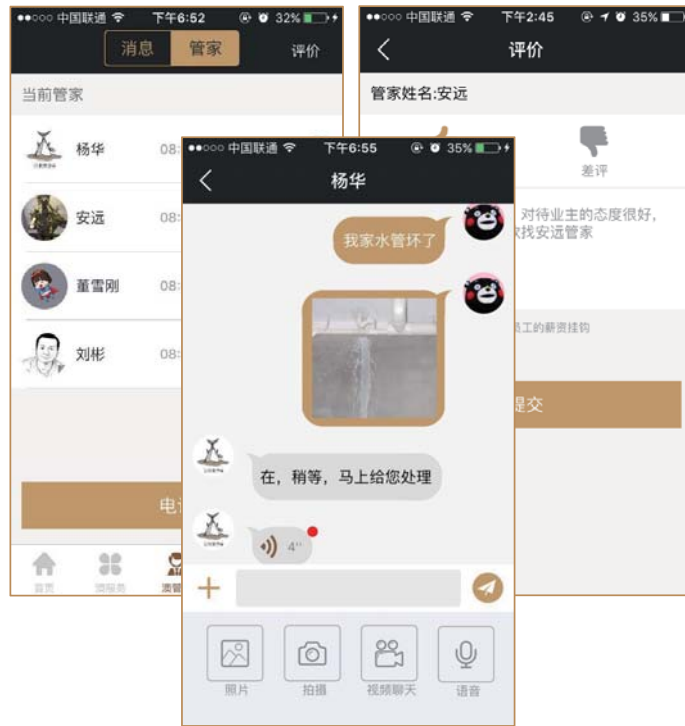 中国联通
下午6:52
32%
消息
管家
评价
当前管家
杨华
08:
安远
08:
董雪刚
08:
刘彬
08:
首页
中国联通
下午2:45
35%
评价
管家姓名:安远
差评
对待业主的态度很好,
找安远管家
员工的薪资挂钩
提交
中国联通
下午6:55
35%
杨华
我家水管坏了
在，稍等，马上给您处理
4''
照片
拍摄
视频聊天
语音